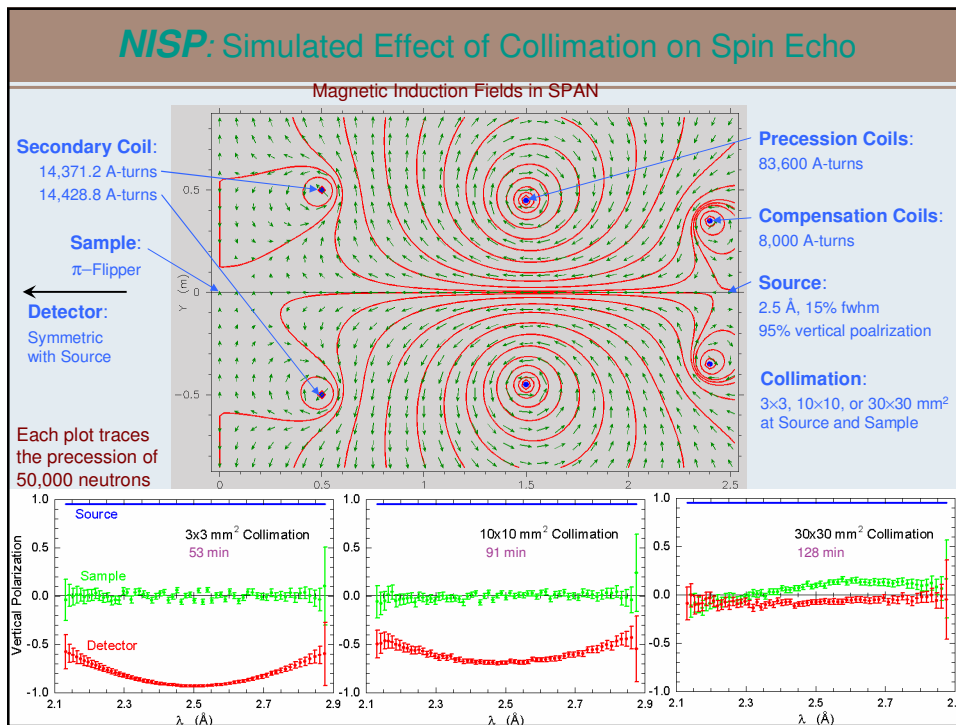 NISP: Simulated Effect of Collimation on Spin Echo
Magnetic Induction Fields in SPAN
Secondary Coil:
14,371.2 A-turns
14,428.8 A-turns
Sample:
π−Flipper
Detector:
Symmetric
with Source
Each plot traces
the precession of
50,000 neutrons
Y (m)
0.5
0
−0.5
0
0.5
1.0
1.5
2.0
2.5
Precession Coils:
83,600 A-turns
Compensation Coils:
8,000 A-turns
Source:
2.5 Å, 15% fwhm
95% vertical poalrization
Collimation:
3×3, 10×10, or 30×30 mm²
at Source and Sample
Vertical Polarization
1.0
0.5
0.0
-0.5
-1.0
Source
3x3 mm² Collimation
53 min
Sample
Detector
2.1 2.3 2.5 2.7 2.9
λ (Å)
1.0
0.5
0.0
-0.5
-1.0
10x10 mm² Collimation
91 min
2.1 2.3 2.5 2.7 2.9
λ (Å)
0.5
0.0
-0.5
-1.0
30x30 mm² Collimation
128 min
2.1 2.3 2.5 2.7
λ (Å)